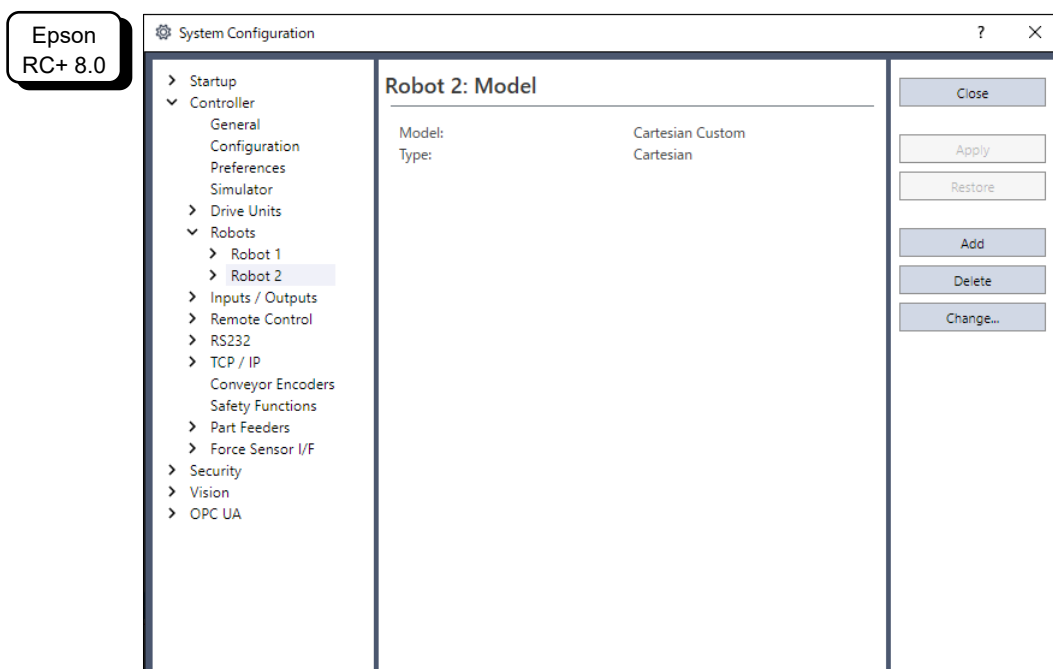 Epson
RC+ 8.0
System Configuration
?
Startup
Controller
General
Configuration
Preferences
Simulator
Drive Units
Robots
Robot 1
Robot 2
Inputs / Outputs
Remote Control
RS232
TCP / IP
Conveyor Encoders
Safety Functions
Part Feeders
Force Sensor I/F
Security
Vision
OPC UA
Robot 2: Model
Model: Cartesian Custom
Type: Cartesian
Close
Apply
Restore
Add
Delete
Change...